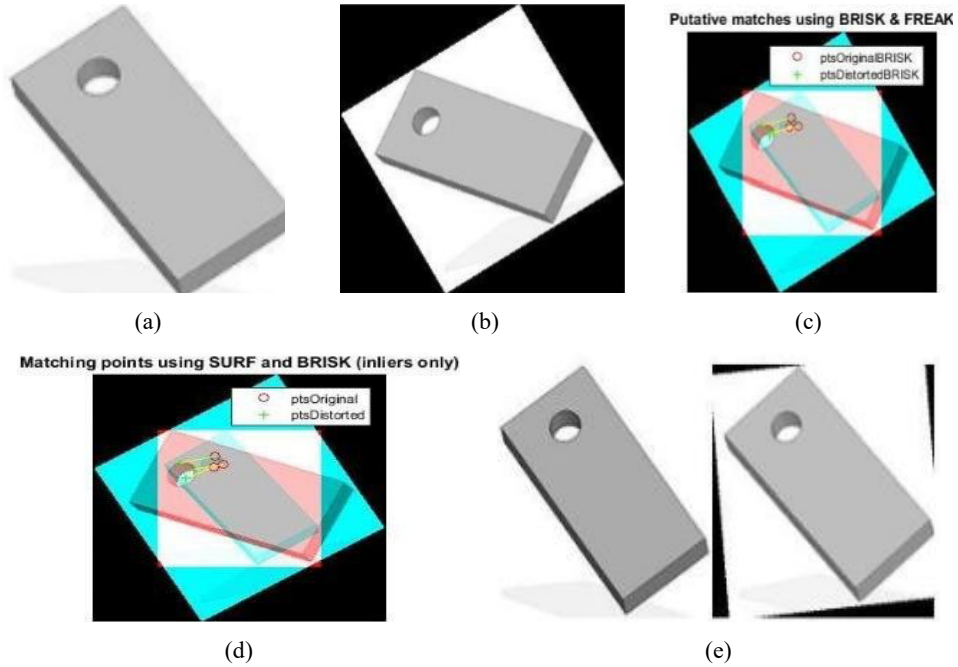 Putative matches using BRISK & FREAK
ptsOriginalBRISK
ptsDistortedBRISK
(a)
(b)
(c)
Matching points using SURF and BRISK (inliers only)
ptsOriginal
ptsDistorted
(d)
(e)